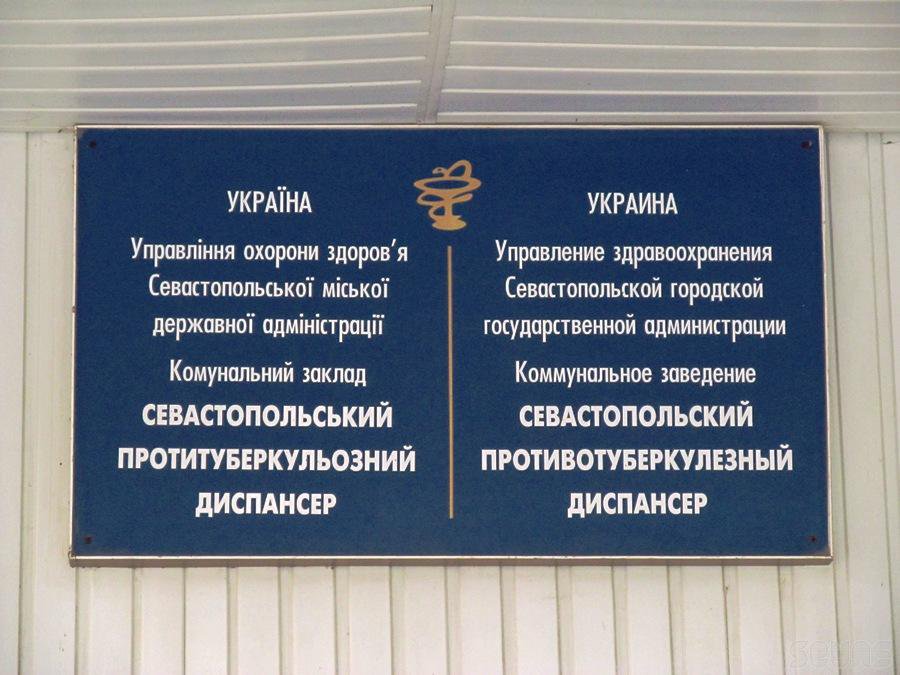 УКРАЇНА
Управління охорони здоров'я
Севастопольської міської
державної адміністрації
Комунальний заклад
СЕВАСТОПОЛЬСЬКИЙ
ПРОТИТУБЕРКУЛЬОЗНИЙ
ДИСПАНСЕР
УКРАИНА
Управление здравоохранения
Севастопольской городской
государственной администрации
Коммунальное заведение
СЕВАСТОПОЛЬСКИЙ
ПРОТИВОТУБЕРКУЛЕЗНЫЙ
ДИСПАНСЕР